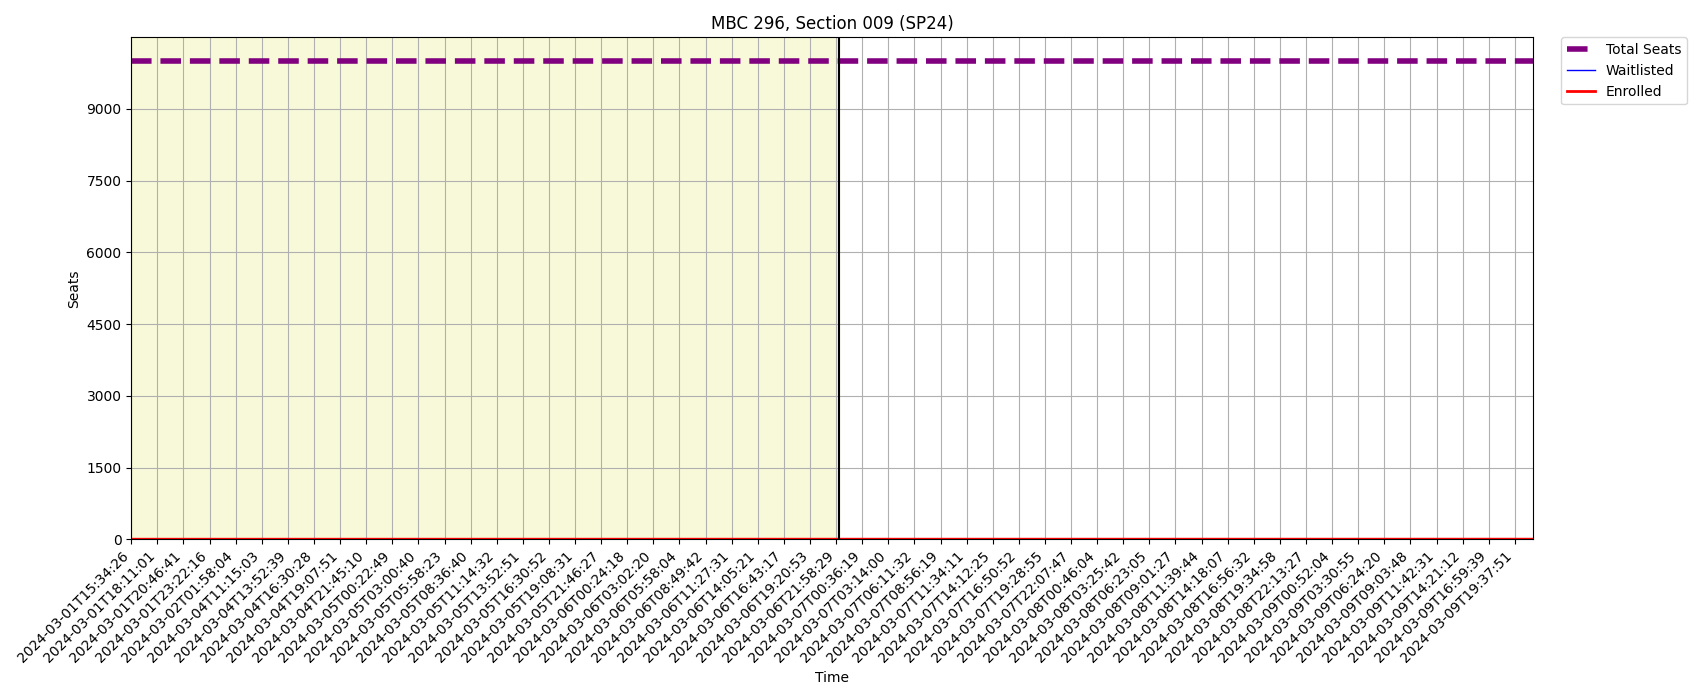 MBC 296, Section 009 (SP24)
Total Seats
Waitlisted
Enrolled
9000
7500
6000
4500
3000
1500
0
Seats
2024-03-01T15:34:26
2024-03-01T18:11:01
2024-03-01T20:46:41
2024-03-01T23:22:16
2024-03-02T01:58:04
2024-03-04T11:15:03
2024-03-04T13:52:39
2024-03-04T16:30:28
2024-03-04T19:07:51
2024-03-04T21:45:10
2024-03-05T00:22:49
2024-03-05T03:00:40
2024-03-05T05:58:23
2024-03-05T08:36:40
2024-03-05T11:14:32
2024-03-05T13:52:51
2024-03-05T16:30:52
2024-03-05T19:08:31
2024-03-05T21:46:27
2024-03-06T00:24:18
2024-03-06T03:02:20
2024-03-06T05:58:04
2024-03-06T08:49:42
2024-03-06T11:27:31
2024-03-06T14:05:21
2024-03-06T16:43:17
2024-03-06T19:20:53
2024-03-06T21:58:29
2024-03-07T00:36:19
2024-03-07T03:14:00
2024-03-07T06:11:32
2024-03-07T08:56:19
2024-03-07T11:34:11
2024-03-07T14:12:25
2024-03-07T16:50:52
2024-03-07T19:28:55
2024-03-07T22:07:47
2024-03-08T00:46:04
2024-03-08T03:25:42
2024-03-08T06:23:05
2024-03-08T09:01:27
2024-03-08T11:39:44
2024-03-08T14:18:07
2024-03-08T16:56:32
2024-03-08T19:34:58
2024-03-08T22:13:27
2024-03-09T00:52:04
2024-03-09T03:30:55
2024-03-09T06:24:20
2024-03-09T09:03:48
2024-03-09T11:42:31
2024-03-09T14:21:12
2024-03-09T16:59:39
2024-03-09T19:37:51
Time